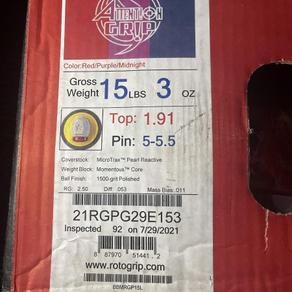 ATTENTION
GRIP
Color:Red/Purple/Midnight
Gross Weight 15 LBS 3 OZ
Top: 1.91
Pin: 5-5.5
Coverstock: MicroTrax™ Pearl Reactive
Weight Block: Momentous™ Core
Ball Finish: 1500-grit Polished
RG: 2.50 Diff .053 Mass Bias .011
21RGPG29E153
Inspected 92 on 7/29/2021
8 87970 51441 2
www.rotogrip.com
BBMRGP15L